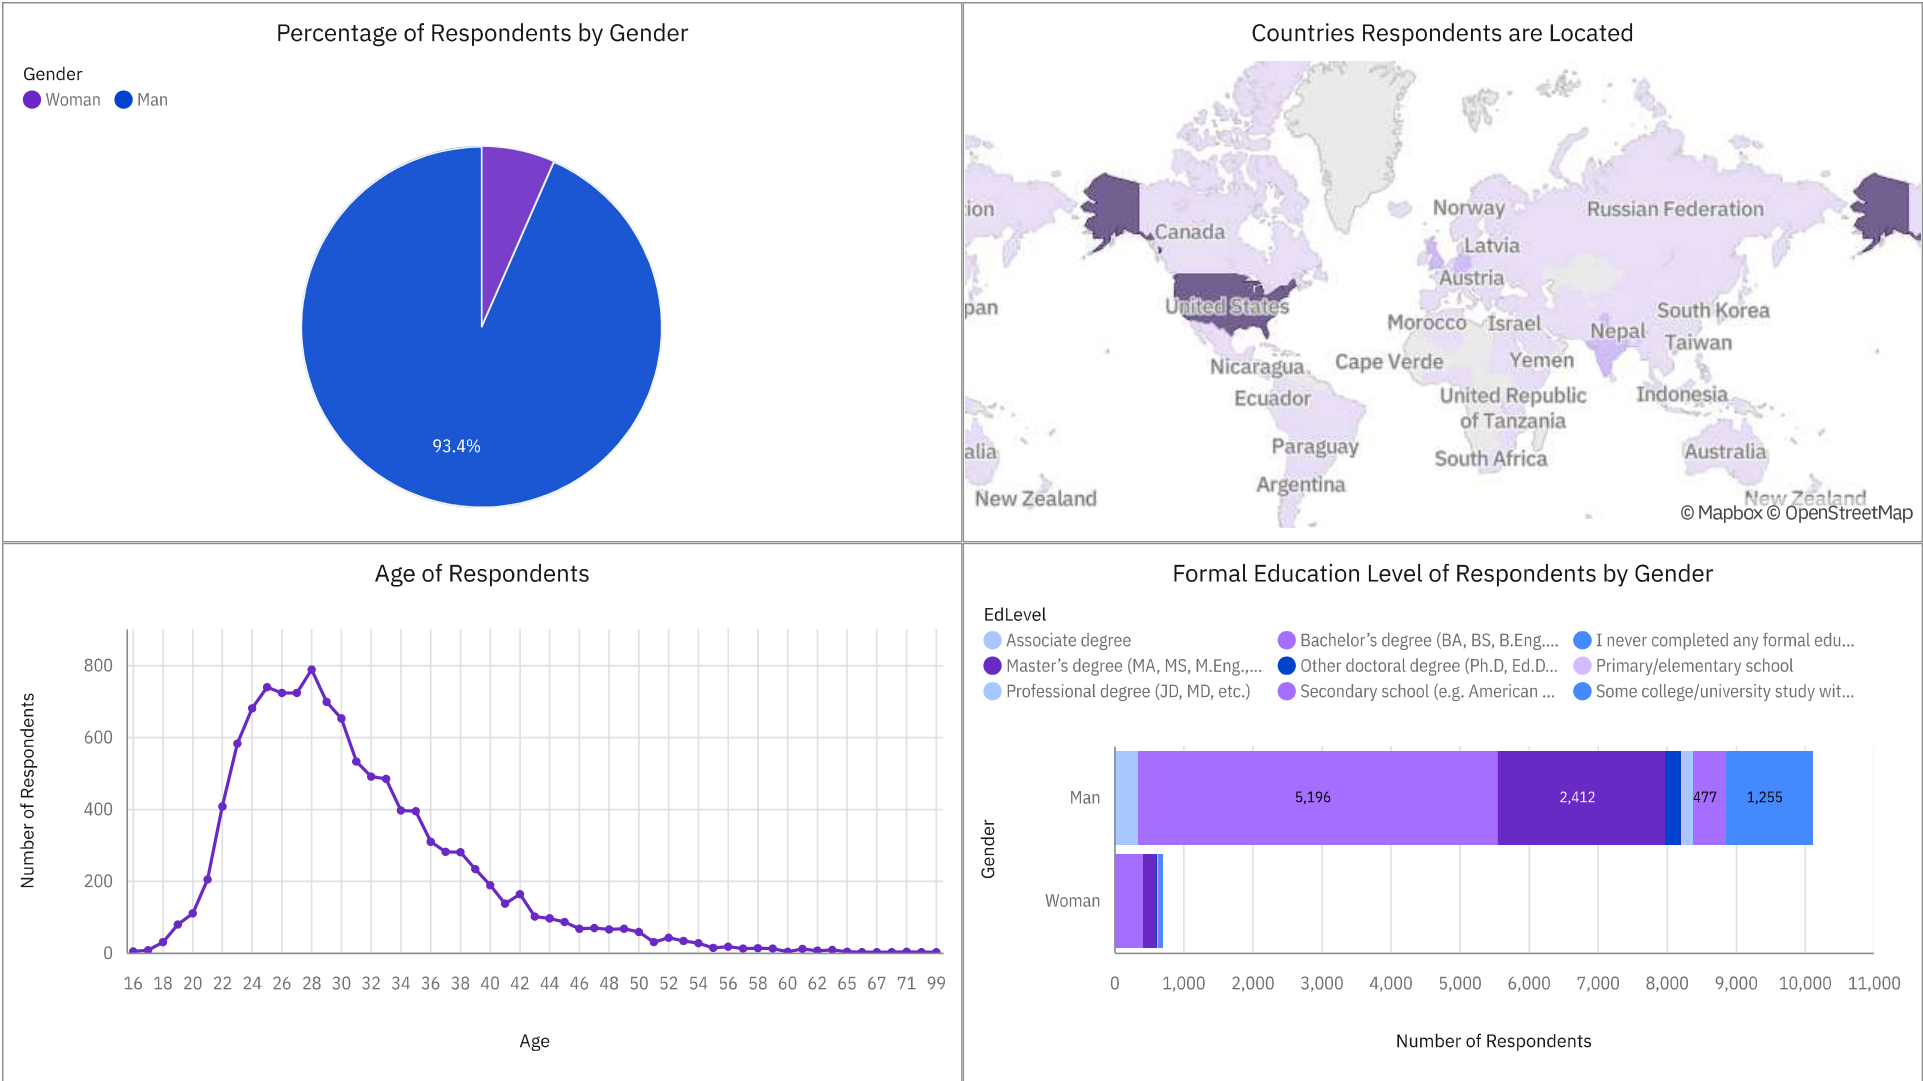 Percentage of Respondents by Gender
Gender
Woman Man
93.4%
Countries Respondents are Located
tion
Norway
Russian Federation
Canada
Latvia
Austria
United States
pan
Morocco
Israel
South Korea
Nepal
Taiwan
Nicaragua
Cape Verde
Yemen
Ecuador
United Republic
of Tanzania
Indonesia
Paraguay
South Africa
alia
Australia
Argentina
New Zealand
New Zealand
© Mapbox © OpenStreetMap
Age of Respondents
Number of Respondents
800
600
400
200
0
16 18 20 22 24 26 28 30 32 34 36 38 40 42 44 46 48 50 52 54 56 58 60 62 65 67 71 99
Age
Formal Education Level of Respondents by Gender
EdLevel
Associate degree
Bachelor’s degree (BA, BS, B.Eng....
I never completed any formal edu...
Master’s degree (MA, MS, M.Eng.,...
Other doctoral degree (Ph.D, Ed.D...
Primary/elementary school
Professional degree (JD, MD, etc.)
Secondary school (e.g. American ...
Some college/university study wit...
Gender
Man
5,196
2,412
477
1,255
Woman
0 1,000 2,000 3,000 4,000 5,000 6,000 7,000 8,000 9,000 10,000 11,000
Number of Respondents